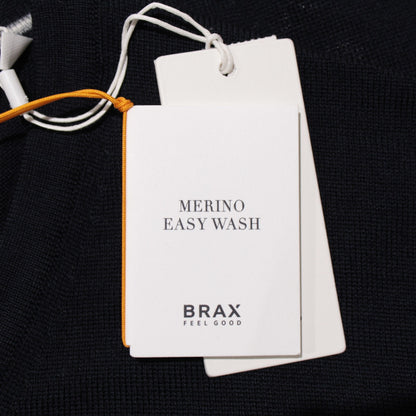 MERINO
EASY WASH
BRAX
FEEL GOOD